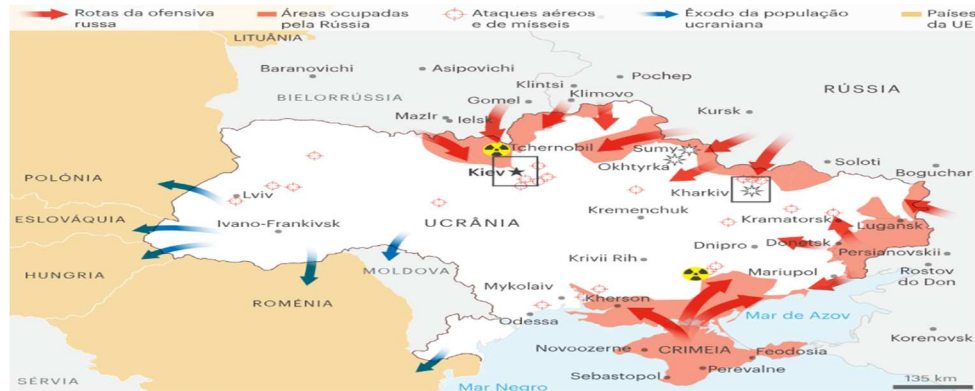 Rotas da ofensiva
russa
Áreas ocupadas
pela Rússia
Ataques aéreos
e de mísseis
Êxodo da população
ucraniana
Países
da UE
LITUÂNIA
Baranovichi
Asipovichi
Klintsi
Pochep
BIELORRÚSSIA
Gomel
Klimovo
RÚSSIA
MazIr
Ielsk
Kursk
Tchernobil
Sumy
Okhtyrka
Soloti
Boguchar
POLÓNIA
Kiev
Kharkiv
Lviv
ESLOVÁQUIA
Ivano-Frankivsk
UCRÂNIA
Kremenchuk
Kramatorsk
Lugansk
Dnipro
Donetsk
Persianovskii
HUNGRIA
MOLDOVA
Krivii Rih
Mariupol
Rostov
do Don
ROMÉNIA
Mykolaiv
Kherson
Odessa
Mar de Azov
Korenovsk
Novoozerne
CRIMEIA
Feodosia
Perevalne
SÉRVIA
Sebastopol
Mar Negro
135 km